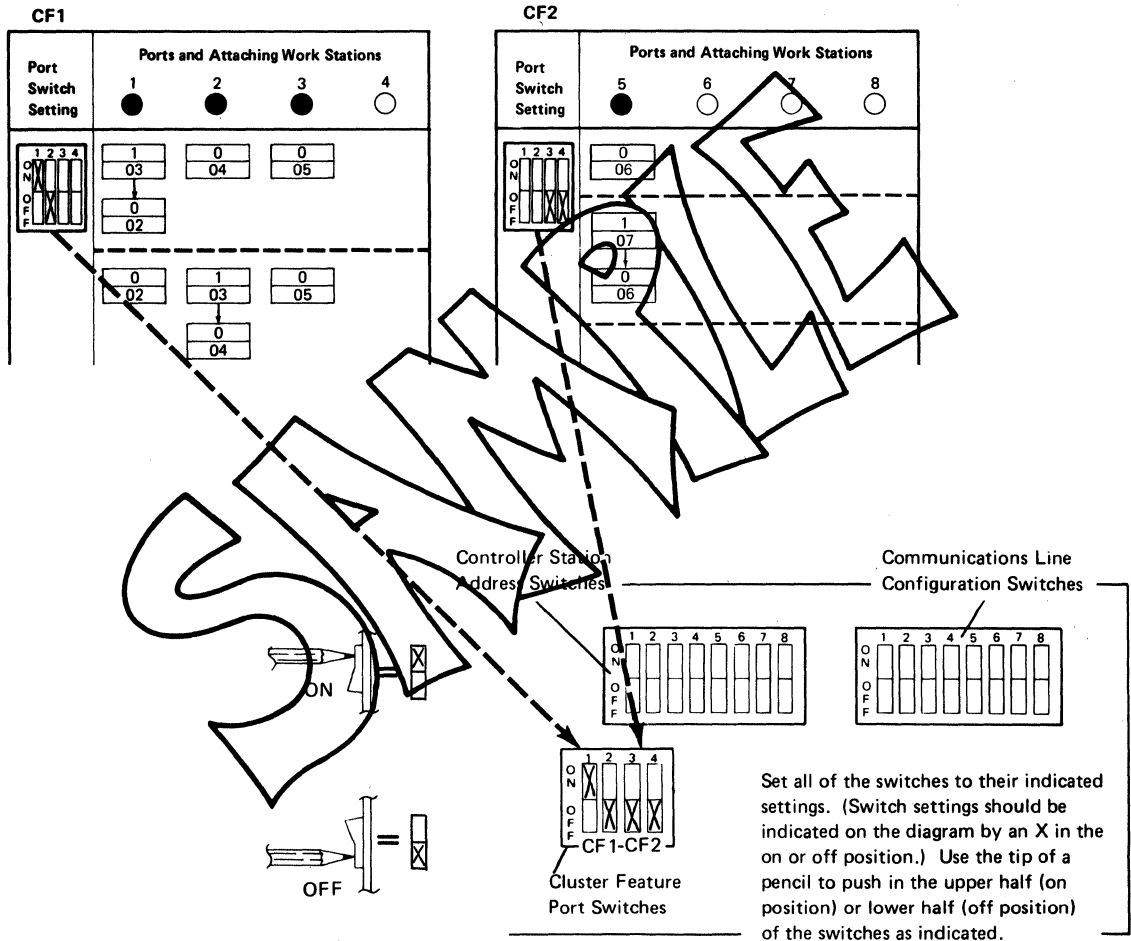 CF1
Port Switch Setting
Ports and Attaching Work Stations
1 2 3 4
1 2 3 4
ON
OFF
1
03
0
02
0
04
0
05
0
02
1
03
0
04
0
05
CF2
Port Switch Setting
Ports and Attaching Work Stations
5 6 7 8
1 2 3 4
ON
OFF
0
06
1
07
0
06
SAMPLE
Controller Station
Address Switches
1 2 3 4 5 6 7 8
ON
OFF
Communications Line
Configuration Switches
1 2 3 4 5 6 7 8
ON
OFF
ON
=
OFF
=
1 2 3 4
ON
OFF
CF1-CF2
Cluster Feature
Port Switches
Set all of the switches to their indicated
settings. (Switch settings should be
indicated on the diagram by an X in the
on or off position.) Use the tip of a
pencil to push in the upper half (on
position) or lower half (off position)
of the switches as indicated.